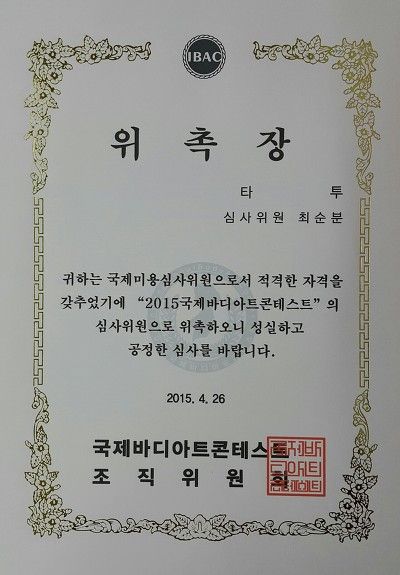 IBAC
위 촉 장
타 투
심사위원 최순분
귀하는 국제미용심사위원으로서 적격한 자격을
갖추었기에 “2015국제바디아트콘테스트”의
심사위원으로 위촉하오니 성실하고
공정한 심사를 바랍니다.
2015. 4. 26
국제바디아트콘테스트
조 직 위 원 회